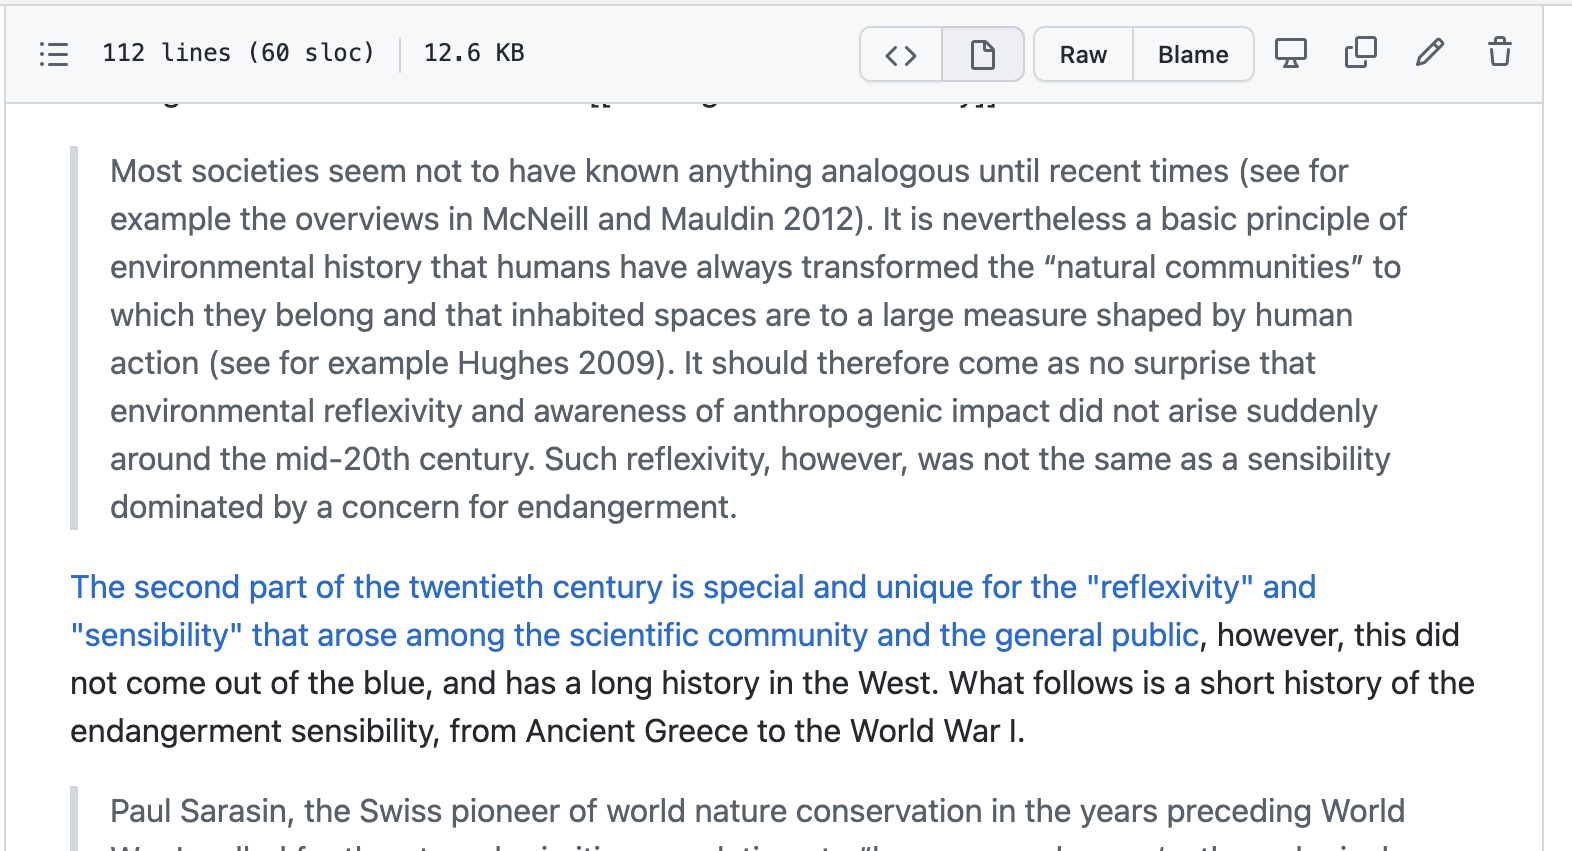 112 lines (60 sloc) 12.6 KB Raw Blame
Most societies seem not to have known anything analogous until recent times (see for
example the overviews in McNeill and Mauldin 2012). It is nevertheless a basic principle of
environmental history that humans have always transformed the “natural communities” to
which they belong and that inhabited spaces are to a large measure shaped by human
action (see for example Hughes 2009). It should therefore come as no surprise that
environmental reflexivity and awareness of anthropogenic impact did not arise suddenly
around the mid-20th century. Such reflexivity, however, was not the same as a sensibility
dominated by a concern for endangerment.
The second part of the twentieth century is special and unique for the "reflexivity" and
"sensibility" that arose among the scientific community and the general public, however, this did
not come out of the blue, and has a long history in the West. What follows is a short history of the
endangerment sensibility, from Ancient Greece to the World War I.
Paul Sarasin, the Swiss pioneer of world nature conservation in the years preceding World